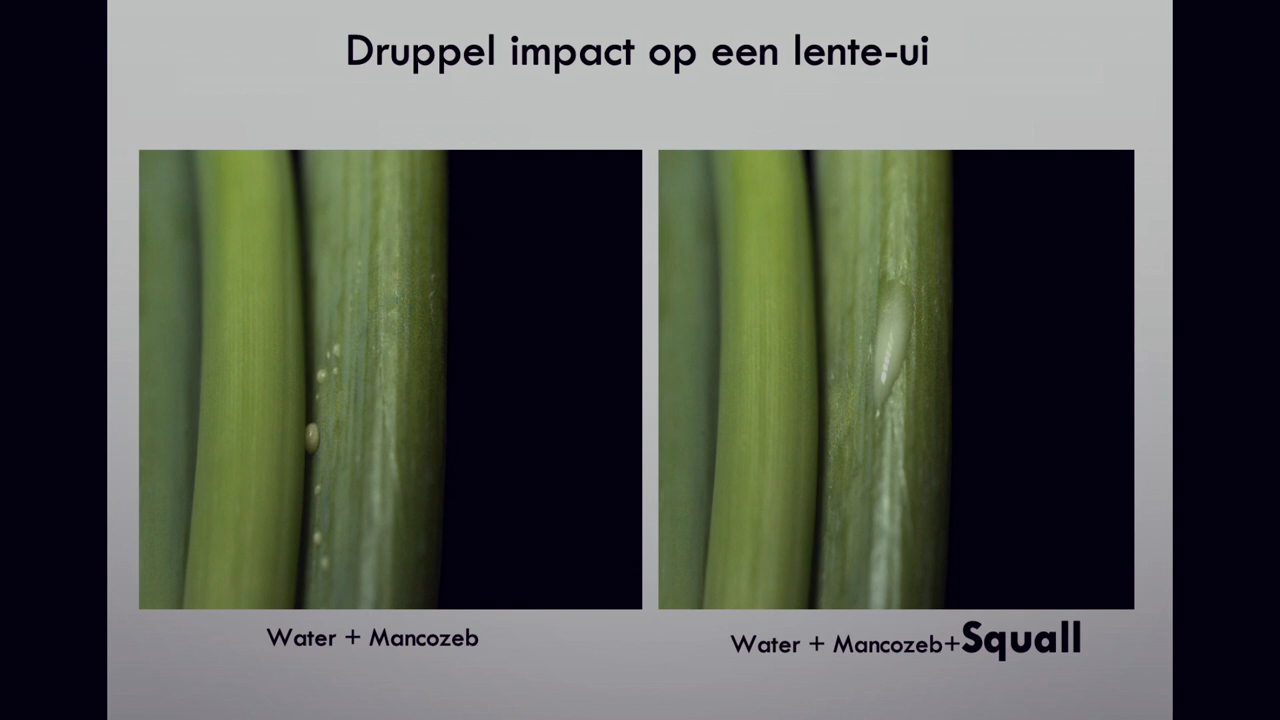 Druppel impact op een lente-ui
Water + Mancozeb
Water + Mancozeb+Squall